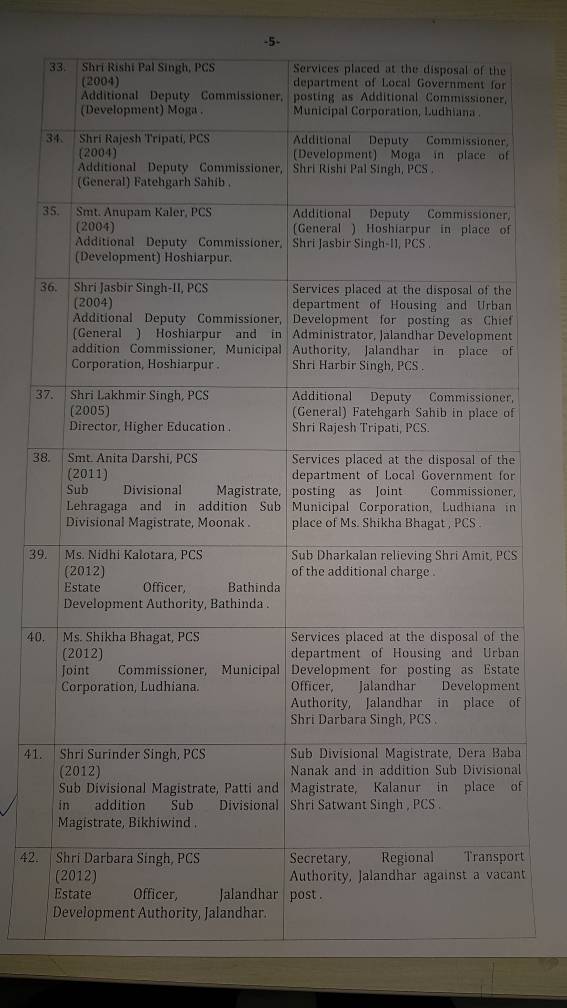 -5-
33. Shri Rishi Pal Singh, PCS
(2004)
Additional Deputy Commissioner,
(Development) Moga .
Services placed at the disposal of the
department of Local Government for
posting as Additional Commissioner,
Municipal Corporation, Ludhiana .
34. Shri Rajesh Tripati, PCS
(2004)
Additional Deputy Commissioner,
(General) Fatehgarh Sahib .
Additional Deputy Commissioner,
(Development) Moga in place of
Shri Rishi Pal Singh, PCS .
35. Smt. Anupam Kaler, PCS
(2004)
Additional Deputy Commissioner,
(Development) Hoshiarpur.
Additional Deputy Commissioner,
(General ) Hoshiarpur in place of
Shri Jasbir Singh-II, PCS .
36. Shri Jasbir Singh-II, PCS
(2004)
Additional Deputy Commissioner,
(General ) Hoshiarpur and in
addition Commissioner, Municipal
Corporation, Hoshiarpur .
Services placed at the disposal of the
department of Housing and Urban
Development for posting as Chief
Administrator, Jalandhar Development
Authority, Jalandhar in place of
Shri Harbir Singh, PCS .
37. Shri Lakhmir Singh, PCS
(2005)
Director, Higher Education .
Additional Deputy Commissioner,
(General) Fatehgarh Sahib in place of
Shri Rajesh Tripati, PCS.
38. Smt. Anita Darshi, PCS
(2011)
Sub Divisional Magistrate,
Lehragaga and in addition Sub
Divisional Magistrate, Moonak .
Services placed at the disposal of the
department of Local Government for
posting as Joint Commissioner,
Municipal Corporation, Ludhiana in
place of Ms. Shikha Bhagat , PCS .
39. Ms. Nidhi Kalotara, PCS
(2012)
Estate Officer, Bathinda
Development Authority, Bathinda .
Sub Dharkalan relieving Shri Amit, PCS
of the additional charge .
40. Ms. Shikha Bhagat, PCS
(2012)
Joint Commissioner, Municipal
Corporation, Ludhiana.
Services placed at the disposal of the
department of Housing and Urban
Development for posting as Estate
Officer, Jalandhar Development
Authority, Jalandhar in place of
Shri Darbara Singh, PCS .
41. Shri Surinder Singh, PCS
(2012)
Sub Divisional Magistrate, Patti and
in addition Sub Divisional
Magistrate, Bikhiwind .
Sub Divisional Magistrate, Dera Baba
Nanak and in addition Sub Divisional
Magistrate, Kalanur in place of
Shri Satwant Singh , PCS .
42. Shri Darbara Singh, PCS
(2012)
Estate Officer, Jalandhar
Development Authority, Jalandhar.
Secretary, Regional Transport
Authority, Jalandhar against a vacant
post .